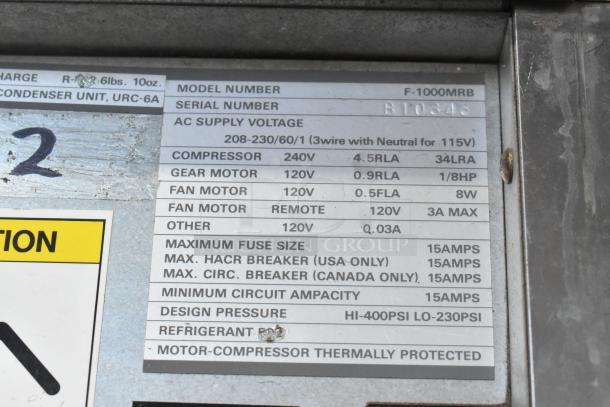 HARGE R- 6lbs. 10oz.
CONDENSER UNIT, URC-6A
2
TION
MODEL NUMBER F-1000MRB
SERIAL NUMBER
AC SUPPLY VOLTAGE
208-230/60/1 (3wire with Neutral for 115V)
COMPRESSOR 240V 4.5RLA 34LRA
GEAR MOTOR 120V 0.9RLA 1/8HP
FAN MOTOR 120V 0.5FLA 8W
FAN MOTOR REMOTE 120V 3A MAX
OTHER 120V 0.03A
MAXIMUM FUSE SIZE 15AMPS
MAX. HACR BREAKER (USA ONLY) 15AMPS
MAX. CIRC. BREAKER (CANADA ONLY) 15AMPS
MINIMUM CIRCUIT AMPACITY 15AMPS
DESIGN PRESSURE HI-400PSI LO-230PSI
REFRIGERANT
MOTOR-COMPRESSOR THERMALLY PROTECTED
GROUP